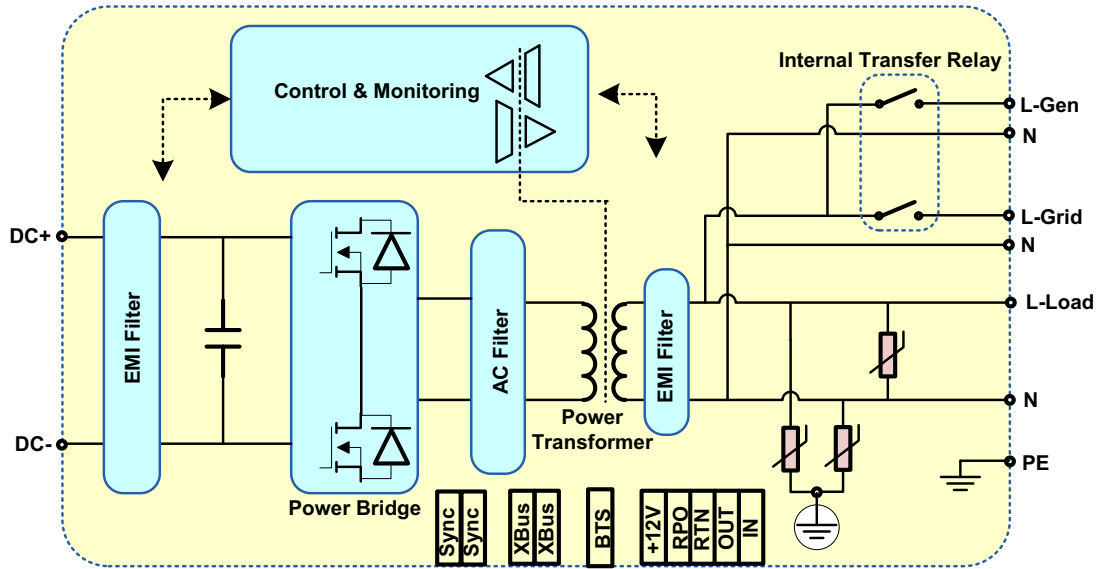 Control & Monitoring
Internal Transfer Relay
L-Gen
N
L-Grid
N
DC+
EMI Filter
AC Filter
EMI Filter
L-Load
N
Power
Transformer
DC-
PE
Power Bridge
Sync
Sync
XBus
XBus
BTS
+12V
RPO
RTN
OUT
IN